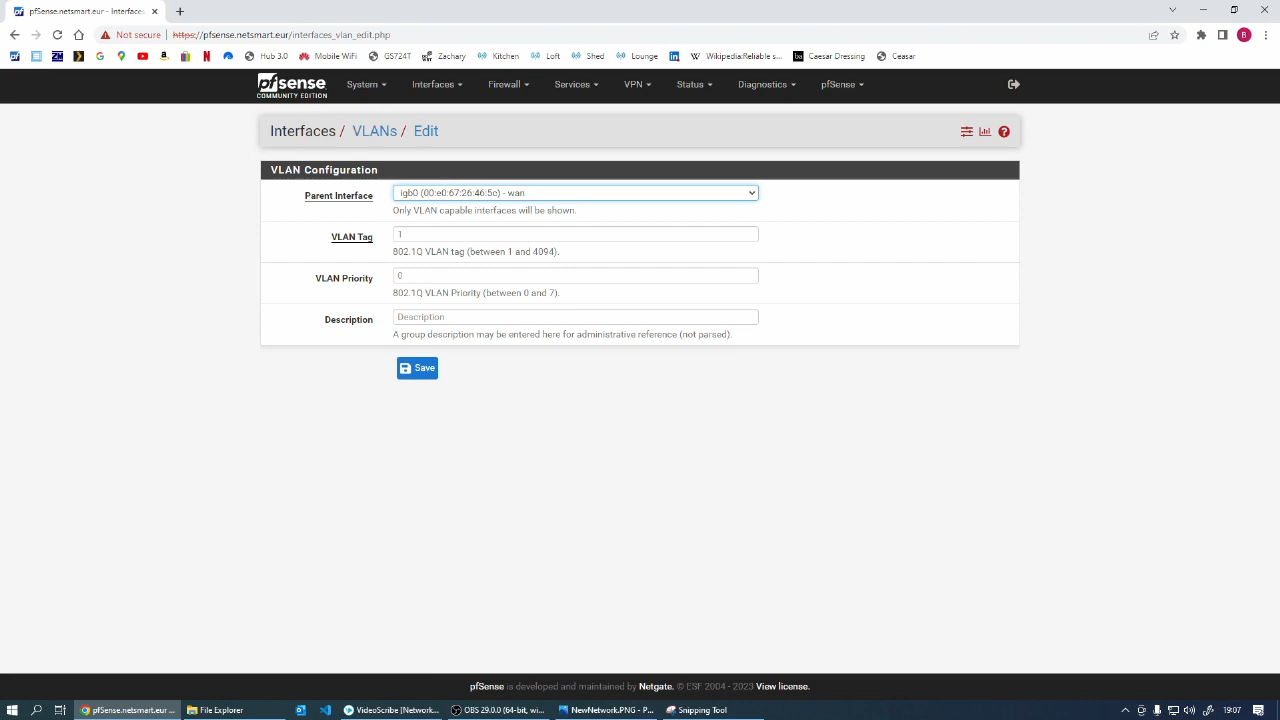 pfSense.netsmart.eur - Interfaces
Not secure
https://pfsense.netsmart.eur/interfaces_vlan_edit.php
B
Hub 3.0
Mobile WiFi
GS724T
Zachary
Kitchen
Loft
Shed
Lounge
Wikipedia:Reliable s...
Caesar Dressing
Ceasar
pfsense
COMMUNITY EDITION
System
Interfaces
Firewall
Services
VPN
Status
Diagnostics
pfSense
Interfaces / VLANs / Edit
VLAN Configuration
Parent Interface
igb0 (00:e0:67:26:46:5c) - wan
Only VLAN capable interfaces will be shown.
VLAN Tag
1
802.1Q VLAN tag (between 1 and 4094).
VLAN Priority
0
802.1Q VLAN Priority (between 0 and 7).
Description
Description
A group description may be entered here for administrative reference (not parsed).
Save
pfSense is developed and maintained by Netgate. © ESF 2004 - 2023 View license.
pfSense.netsmart.eur ...
File Explorer
VideoScribe [Network...
OBS 29.0.0 (64-bit, wi...
NewNetwork.PNG - P...
Snipping Tool
19:07